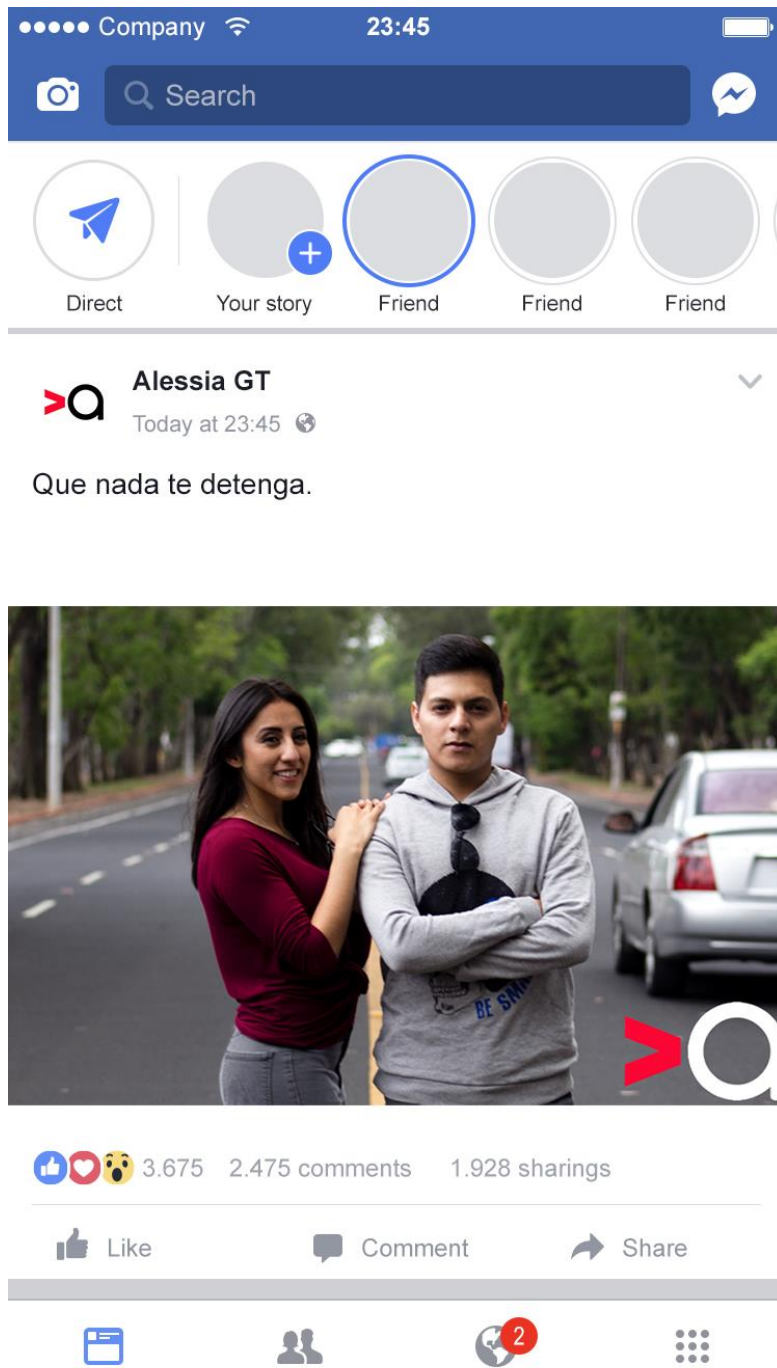 Company 23:45
Search
Direct Your story Friend Friend Friend
>a Alessia GT
Today at 23:45
Que nada te detenga.
BE SM
>a
3.675 2.475 comments 1.928 sharings
Like Comment Share
2